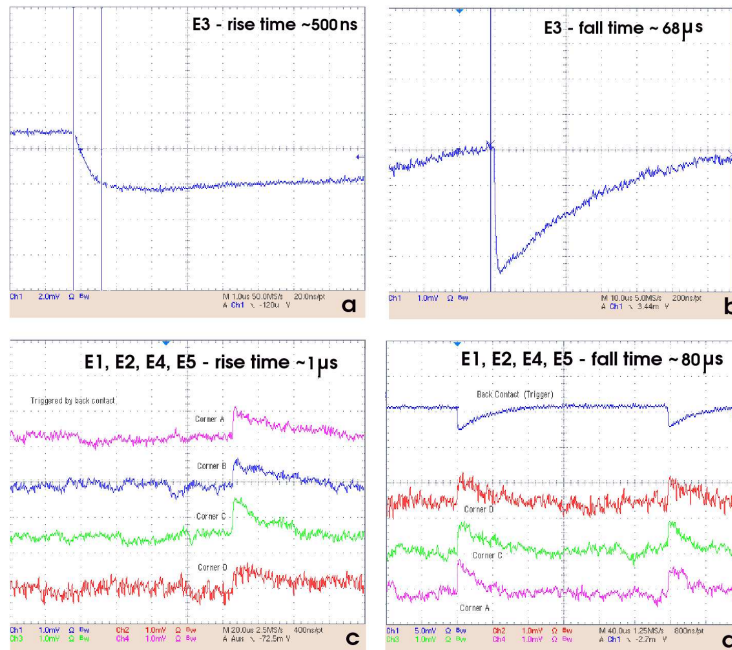 E3 - rise time ~500ns
Ch1 2.0mV Ω Bw
M 1.0us 50.0MS/s 20.0ns/pt
A Ch1 ∖ -120u V
a
E3 - fall time ~ 68µs
Ch1 1.0mV Ω Bw
M 10.0us 5.0MS/s 200ns/pt
A Ch1 ∖ 3.44m V
b
E1, E2, E4, E5 - rise time ~1µs
Triggered by back contact
Corner A
Corner B
Corner C
Corner D
Ch1 1.0mV Ω Bw Ch2 1.0mV Ω Bw M 20.0us 2.5MS/s 400ns/pt
Ch3 1.0mV Ω Bw Ch4 1.0mV Ω Bw A Aux ∖ -72.5m V
c
E1, E2, E4, E5 - fall time ~80µs
Back Contact (Trigger)
Corner D
Corner C
Corner A
Ch1 5.0mV Ω Bw Ch2 1.0mV Ω Bw M 40.0us 1.25MS/s 800ns/pt
Ch3 1.0mV Ω Bw Ch4 1.0mV Ω Bw A Ch1 ∖ -2.7m V